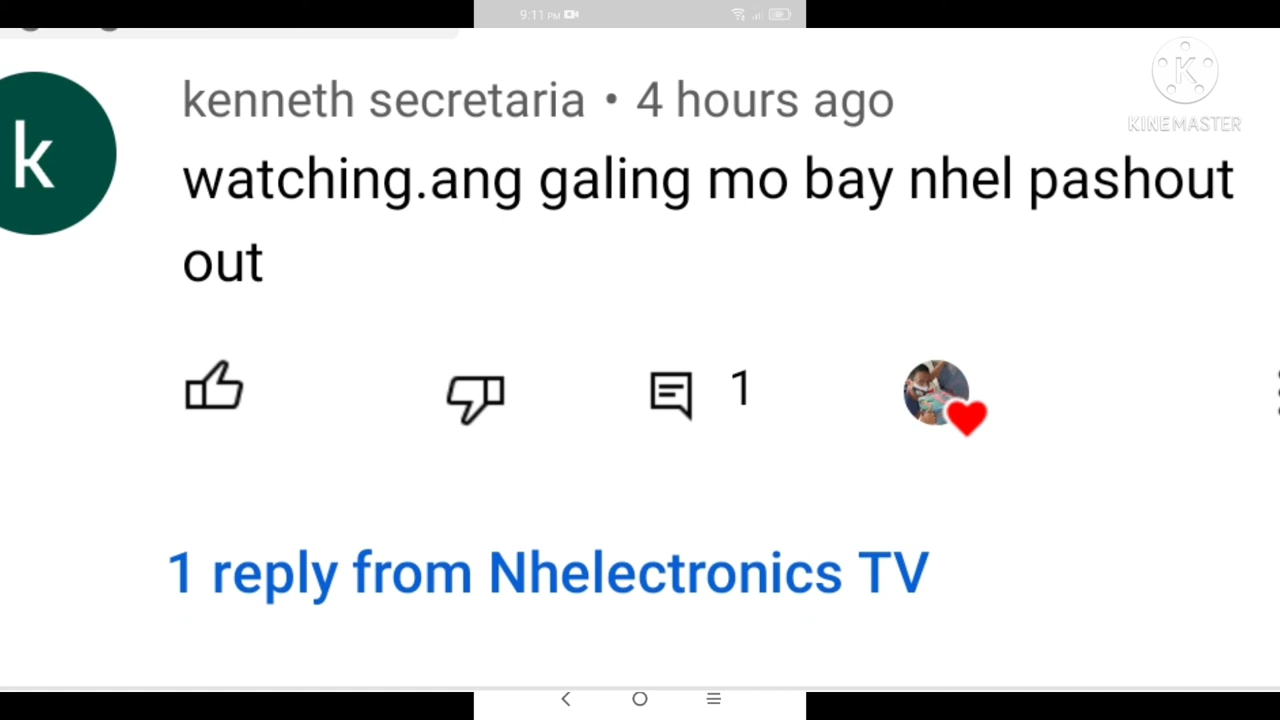 9:11 PM
KINEMASTER
k
kenneth secretaria • 4 hours ago
watching.ang galing mo bay nhel pashout
out
1
1 reply from Nhelectronics TV